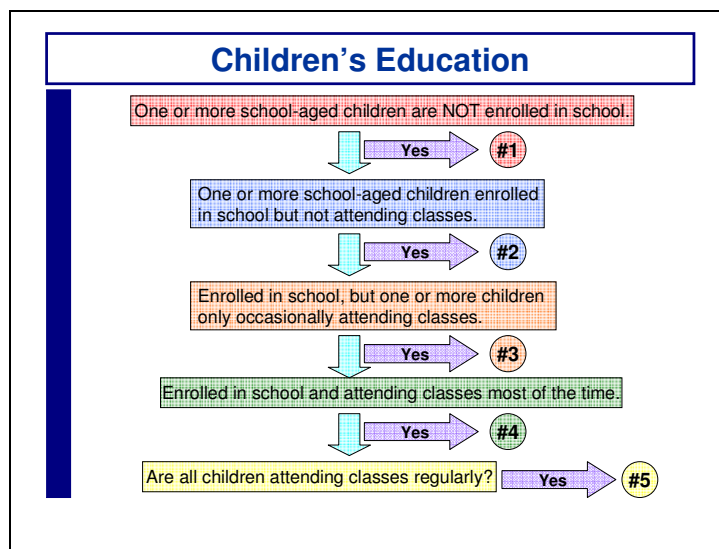 Children's Education
One or more school-aged children are NOT enrolled in school.
Yes
#1
One or more school-aged children enrolled
in school but not attending classes.
Yes
#2
Enrolled in school, but one or more children
only occasionally attending classes.
Yes
#3
Enrolled in school and attending classes most of the time.
Yes
#4
Are all children attending classes regularly?
Yes
#5